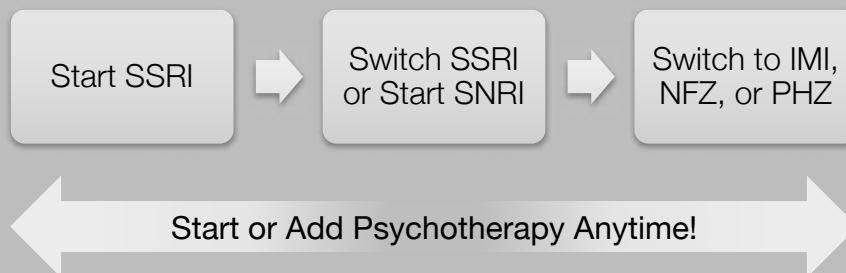 Start SSRI
Switch SSRI
or Start SNRI
Switch to IMI,
NFZ, or PHZ
Start or Add Psychotherapy Anytime!